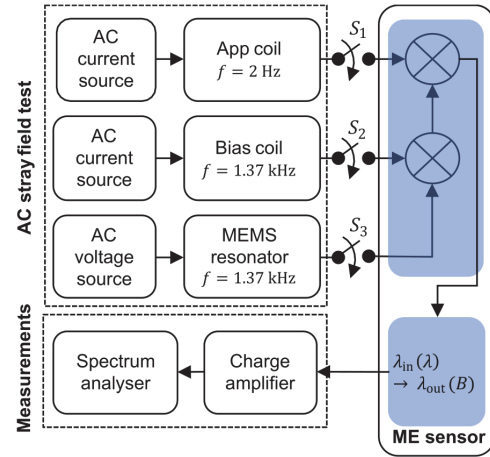 AC stray field test
AC
current
source
App coil
f = 2 Hz
S1
AC
current
source
Bias coil
f = 1.37 kHz
S2
AC
voltage
source
MEMS
resonator
f = 1.37 kHz
S3
Measurements
Spectrum
analyser
Charge
amplifier
λin(λ)
→ λout(B)
ME sensor